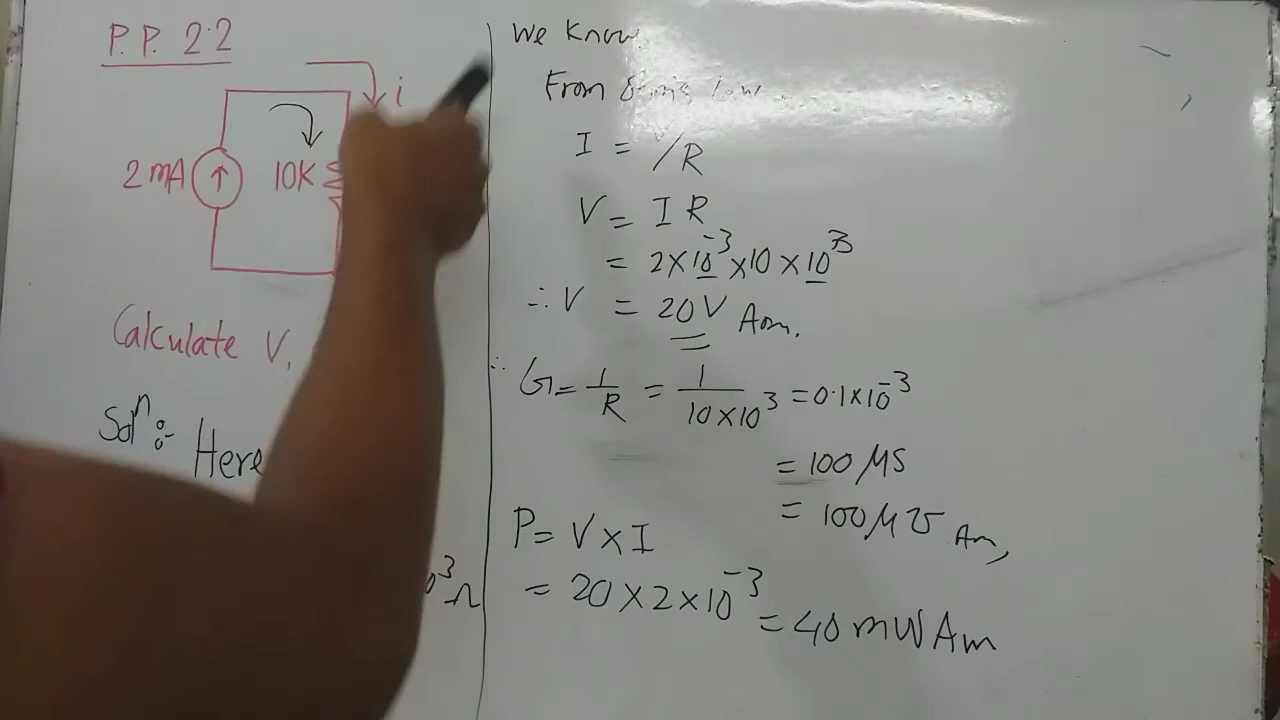 P.P. 2.2
i
2 mA
10K
Calculate V,
Solⁿ:-
Here
³Ω
We Know
From
I = V/R
V = I R
= 2×10⁻³×10×10³
∴ V = 20V Ans.
∴ G = 1/R = 1/10×10³ = 0.1×10⁻³
= 100 μS
= 100 μ℧ Ans,
P = V×I
= 20×2×10⁻³ = 40 mW Ans